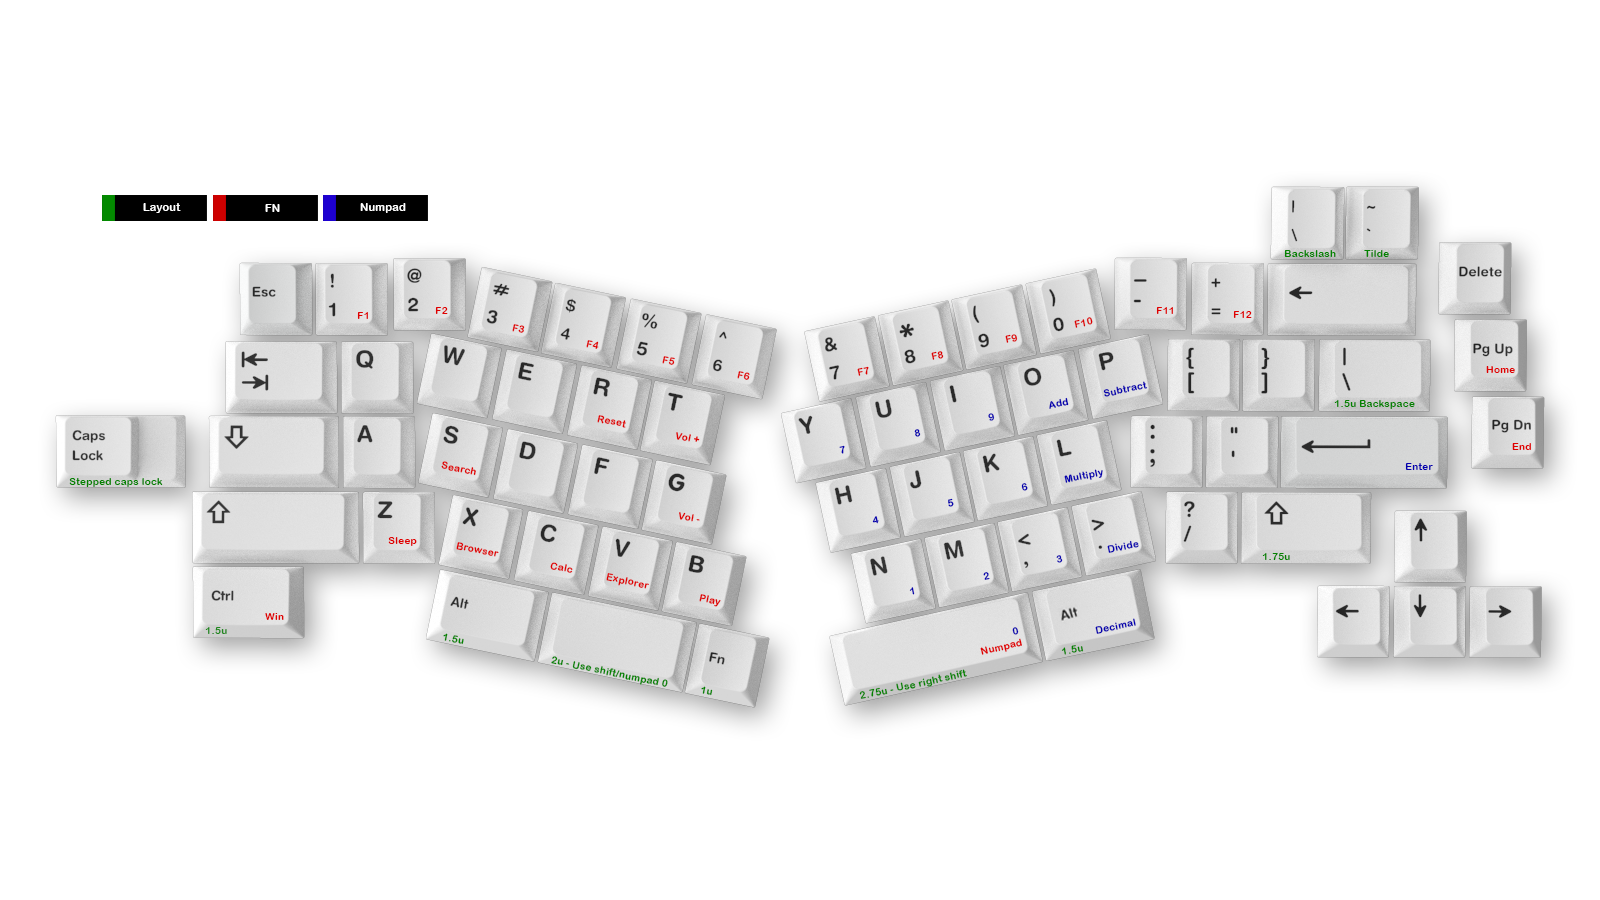 Layout FN Numpad
| ~
\ `
Backslash Tilde
Delete
Esc
!
1 F1
@
2 F2
#
3 F3
$
4 F4
%
5 F5
^
6 F6
&
7 F7
*
8 F8
(
9 F9
)
0 F10
–
- F11
+
= F12
←
Pg Up
Home
Q
W
E
R
Reset
T
Vol +
Y
7
U
8
I
9
O
Add
P
Subtract
{
[
}
]
|
\
1.5u Backspace
Pg Dn
End
Caps
Lock
Stepped caps lock
A
S
Search
D
F
G
Vol -
H
4
J
5
K
6
L
Multiply
:
;
"
'
Enter
Z
Sleep
X
Browser
C
Calc
V
Explorer
B
Play
N
1
M
2
<
, 3
>
. Divide
?
/
1.75u
↑
Ctrl
Win
1.5u
Alt
1.5u
2u - Use shift/numpad 0
Fn
1u
0
Numpad
2.75u - Use right shift
Alt
Decimal
1.5u
← ↓ →